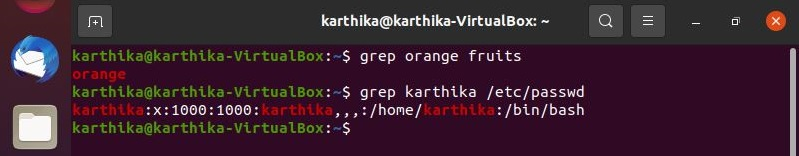 karthika@karthika-VirtualBox: ~
karthika@karthika-VirtualBox:~$ grep orange fruits
orange
karthika@karthika-VirtualBox:~$ grep karthika /etc/passwd
karthika:x:1000:1000:karthika,,,:/home/karthika:/bin/bash
karthika@karthika-VirtualBox:~$